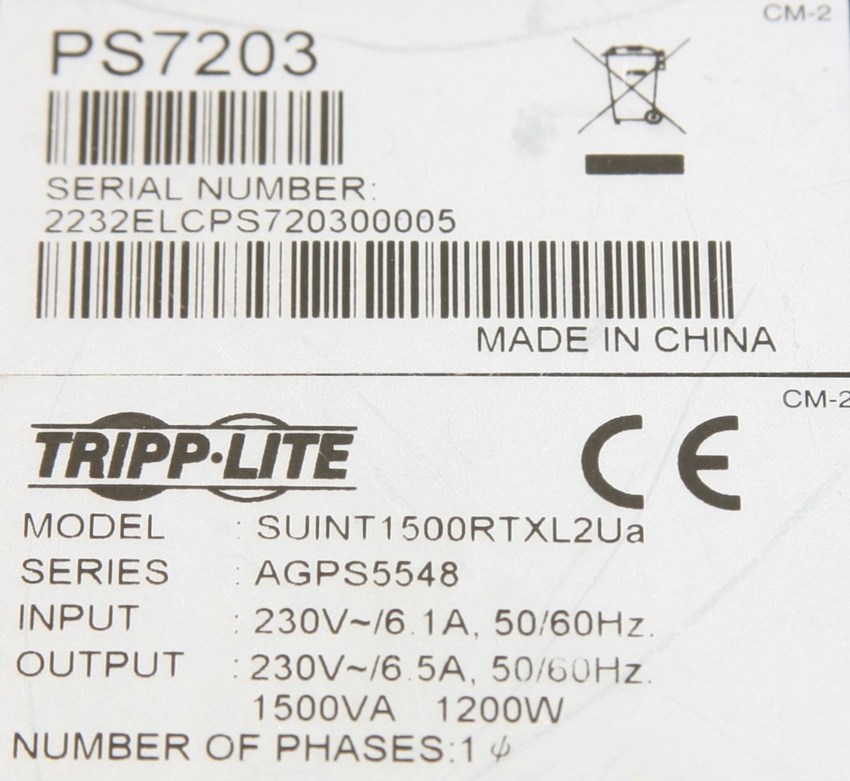 CM-2
PS7203
SERIAL NUMBER:
2232ELCPS720300005
MADE IN CHINA
CM-2
TRIPP·LITE
CE
MODEL : SUINT1500RTXL2Ua
SERIES : AGPS5548
INPUT : 230V~/6.1A, 50/60Hz.
OUTPUT : 230V~/6.5A, 50/60Hz.
1500VA 1200W
NUMBER OF PHASES:1 ϕ